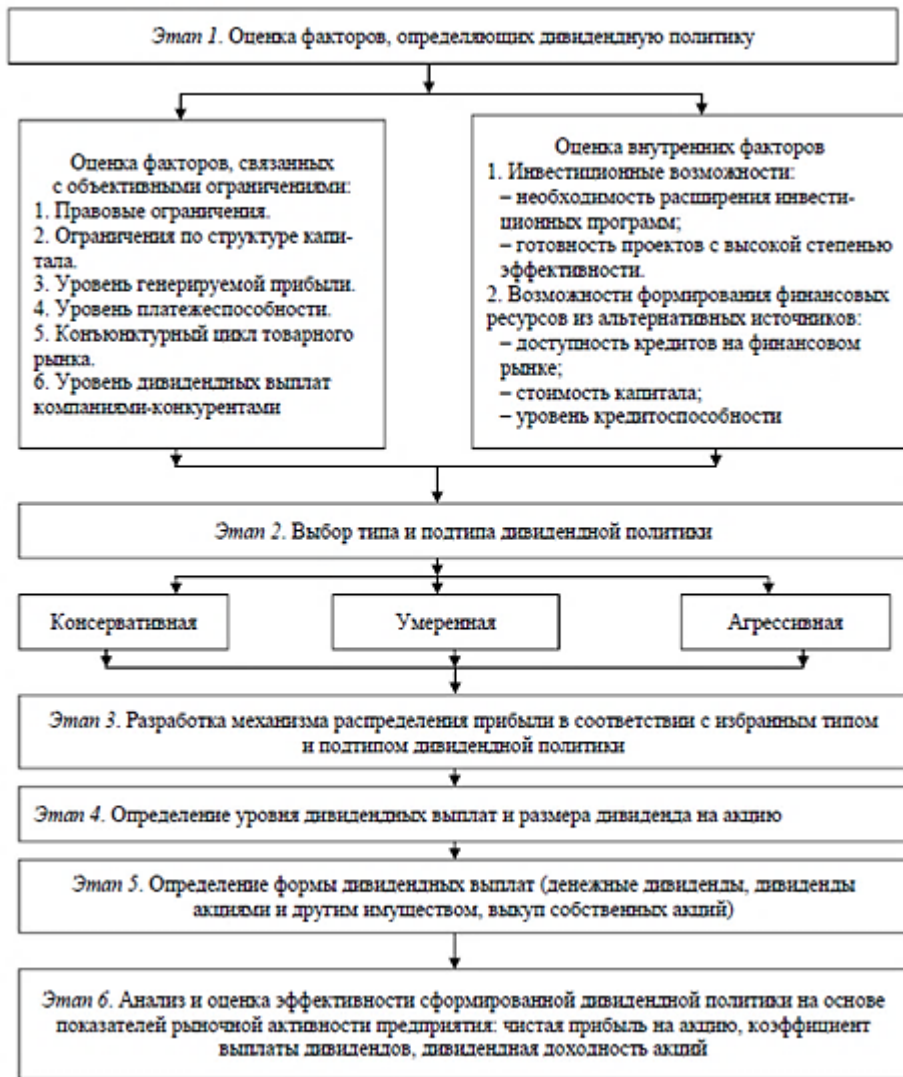 Этап 1. Оценка факторов, определяющих дивидендную политику
Оценка факторов, связанных
с объективными ограничениями:
1. Правовые ограничения.
2. Ограничения по структуре капи-
тала.
3. Уровень генерируемой прибыли.
4. Уровень платежеспособности.
5. Конъюнктурный цикл товарного
рынка.
6. Уровень дивидендных выплат
компаниями-конкурентами
Оценка внутренних факторов
1. Инвестиционные возможности:
– необходимость расширения инвести-
ционных программ;
– готовность проектов с высокой степенью
эффективности.
2. Возможности формирования финансовых
ресурсов из альтернативных источников:
– доступность кредитов на финансовом
рынке;
– стоимость капитала;
– уровень кредитоспособности
Этап 2. Выбор типа и подтипа дивидендной политики
Консервативная
Умеренная
Агрессивная
Этап 3. Разработка механизма распределения прибыли в соответствии с избранным типом
и подтипом дивидендной политики
Этап 4. Определение уровня дивидендных выплат и размера дивиденда на акцию
Этап 5. Определение формы дивидендных выплат (денежные дивиденды, дивиденды
акциями и другим имуществом, выкуп собственных акций)
Этап 6. Анализ и оценка эффективности сформированной дивидендной политики на основе
показателей рыночной активности предприятия: чистая прибыль на акцию, коэффициент
выплаты дивидендов, дивидендная доходность акций